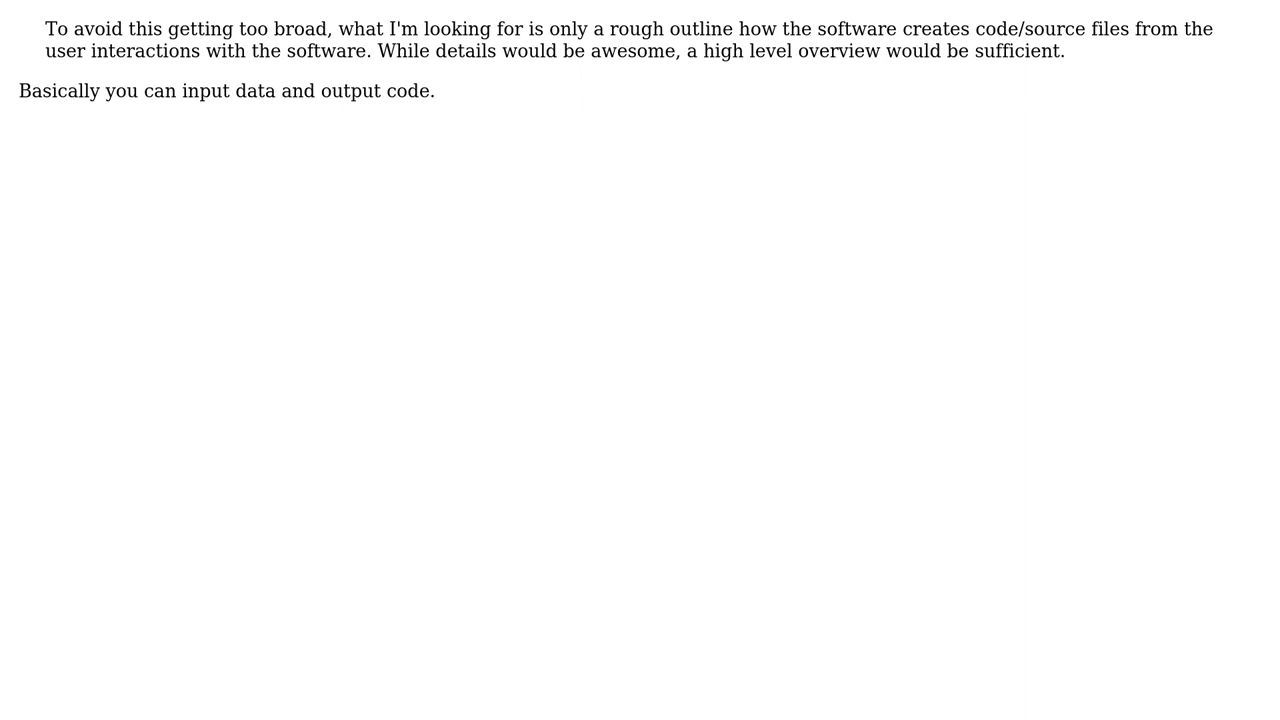 To avoid this getting too broad, what I'm looking for is only a rough outline how the software creates code/source files from the
user interactions with the software. While details would be awesome, a high level overview would be sufficient.
Basically you can input data and output code.